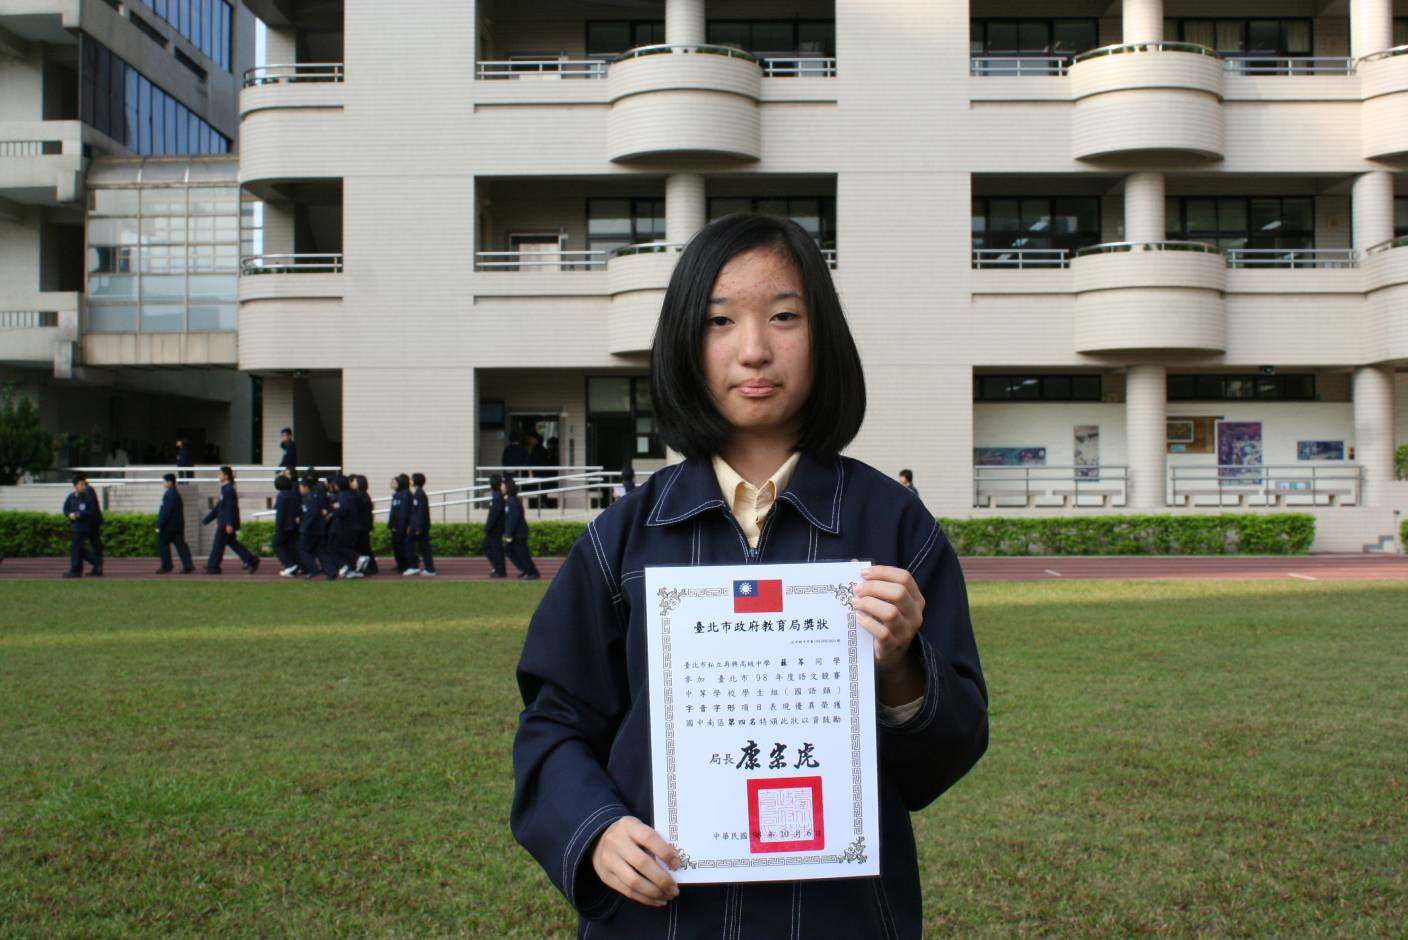 臺北市政府教育局獎狀
臺北市私立再興高級中學 蘇 笒 同學
參加 臺北市98年度語文競賽
中等學校學生組(國語類)
字音字形項目表現優異榮獲
國中南區第四名特頒此狀以資鼓勵
局長 康宗虎
中華民國 98 年 10 月 6 日